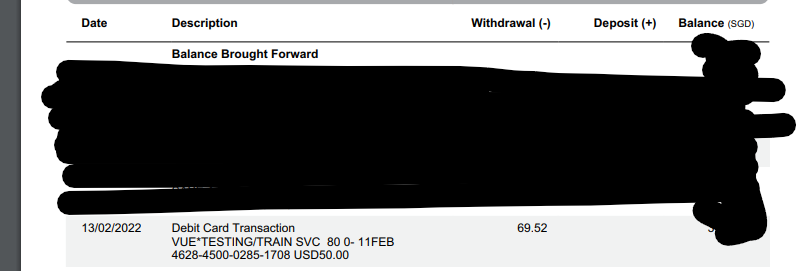 Date Description Withdrawal (-) Deposit (+) Balance (SGD)
Balance Brought Forward
13/02/2022 Debit Card Transaction 69.52
VUE*TESTING/TRAIN SVC 80 0- 11FEB
4628-4500-0285-1708 USD50.00